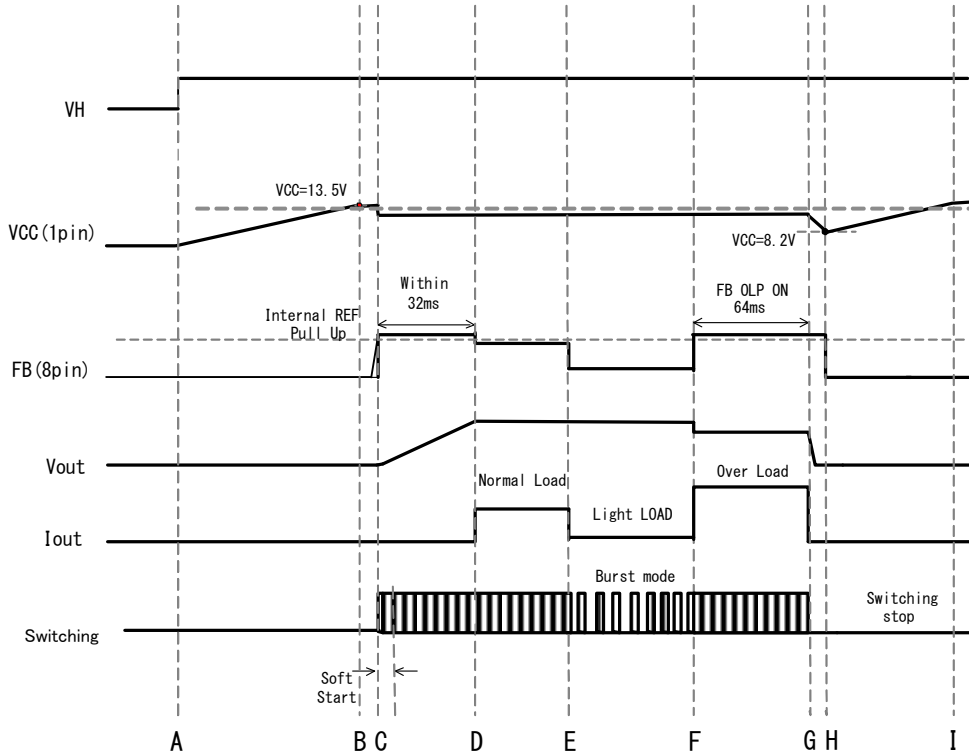 VH
VCC=13.5V
VCC(1pin)
VCC=8.2V
Within
32ms
FB OLP ON
64ms
Internal REF
Pull Up
FB(8pin)
Vout
Normal Load
Over Load
Light LOAD
Iout
Burst mode
Switching
stop
Switching
Soft
Start
A B C D E F G H I